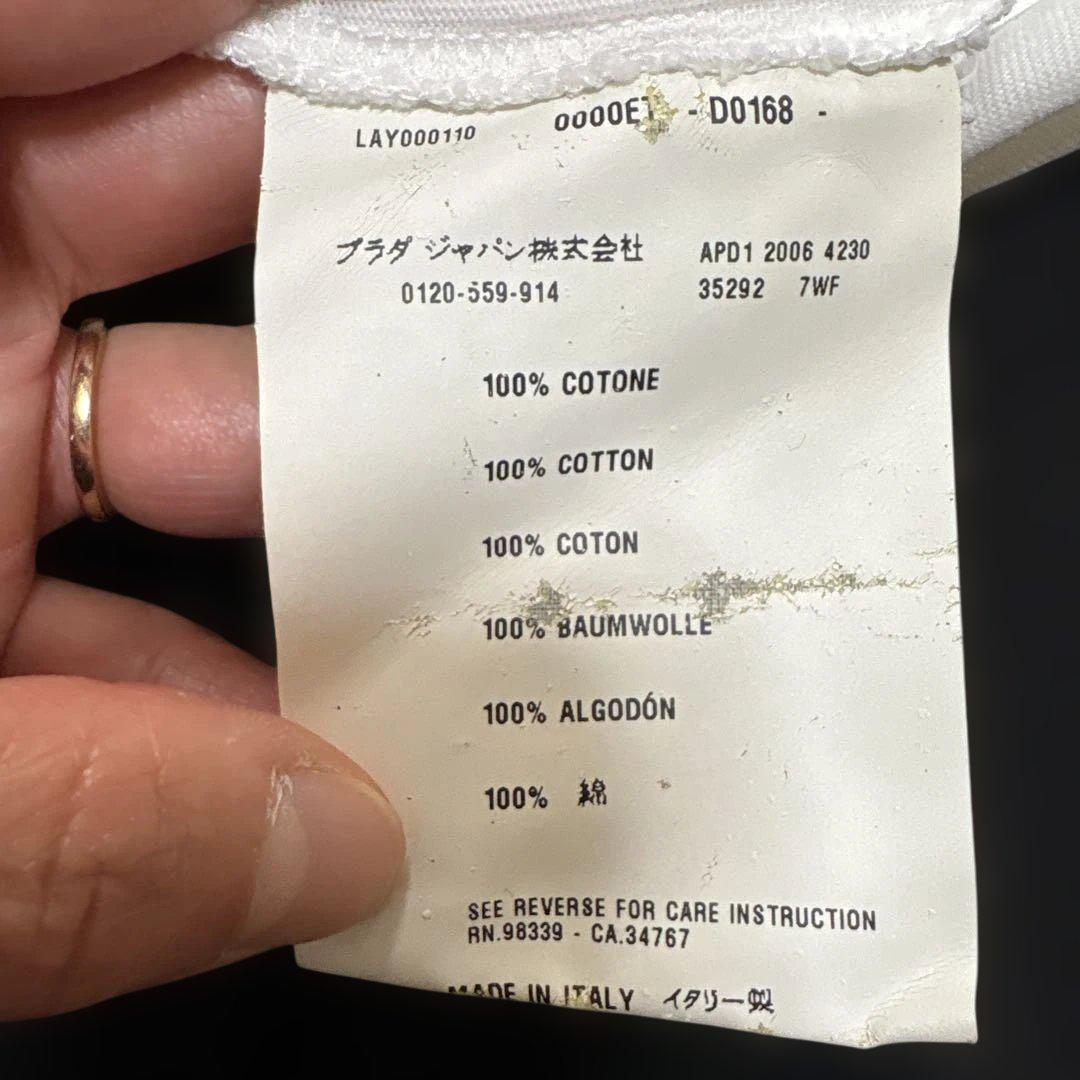 LAY000110 0000E - D0168 -
プラダ ジャパン株式会社 APD1 2006 4230
0120-559-914 35292 7WF
100% COTONE
100% COTTON
100% COTON
100% BAUMWOLLE
100% ALGODÓN
100% 綿
SEE REVERSE FOR CARE INSTRUCTION
RN.98339 - CA.34767
MADE IN ITALY イタリー製